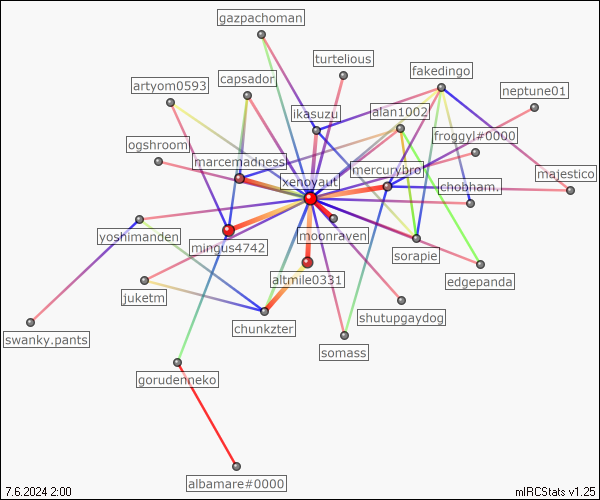 gazpachoman
turtelious
fakedingo
artyom0593
capsador
neptune01
ikasuzu
alan1002
froggyl#0000
ogshroom
marcemadness
mercurybro
majestico
xenoyaut
chobham.
yoshimanden
mingus4742
moonraven
sorapie
altmile0331
edgepanda
juketm
shutupgaydog
chunkzter
swanky.pants
somass
gorudenneko
albamare#0000
7.6.2024 2:00
mIRCStats v1.25